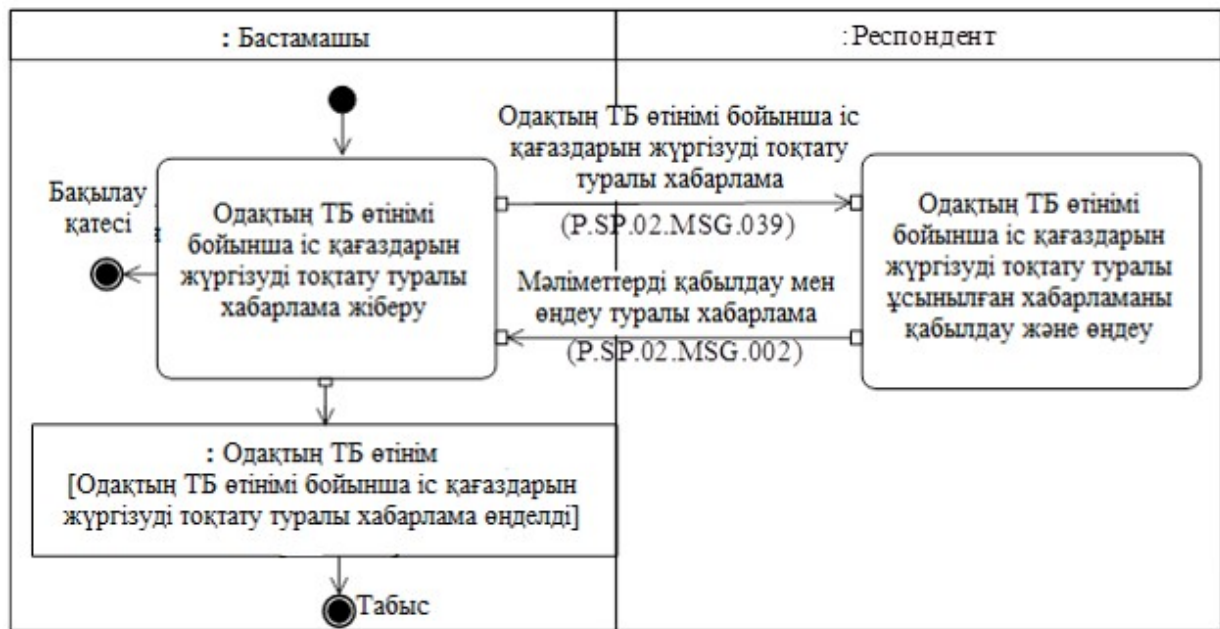 : Бастамашы
:Респондент
Одақтың ТБ өтінімі бойынша іс
қағаздарын жүргізуді тоқтату
туралы хабарлама
(P.SP.02.MSG.039)
Бақылау
қатесі
Одақтың ТБ өтінімі
бойынша іс қағаздарын
жүргізуді тоқтату туралы
хабарлама жіберу
Одақтың ТБ өтінімі
бойынша іс қағаздарын
жүргізуді тоқтату туралы
ұсынылған хабарламаны
қабылдау және өңдеу
Мәліметтерді қабылдау мен
өңдеу туралы хабарлама
(P.SP.02.MSG.002)
: Одақтың ТБ өтінім
[Одақтың ТБ өтінімі бойынша іс қағаздарын
жүргізуді тоқтату туралы хабарлама өңделді]
Табыс